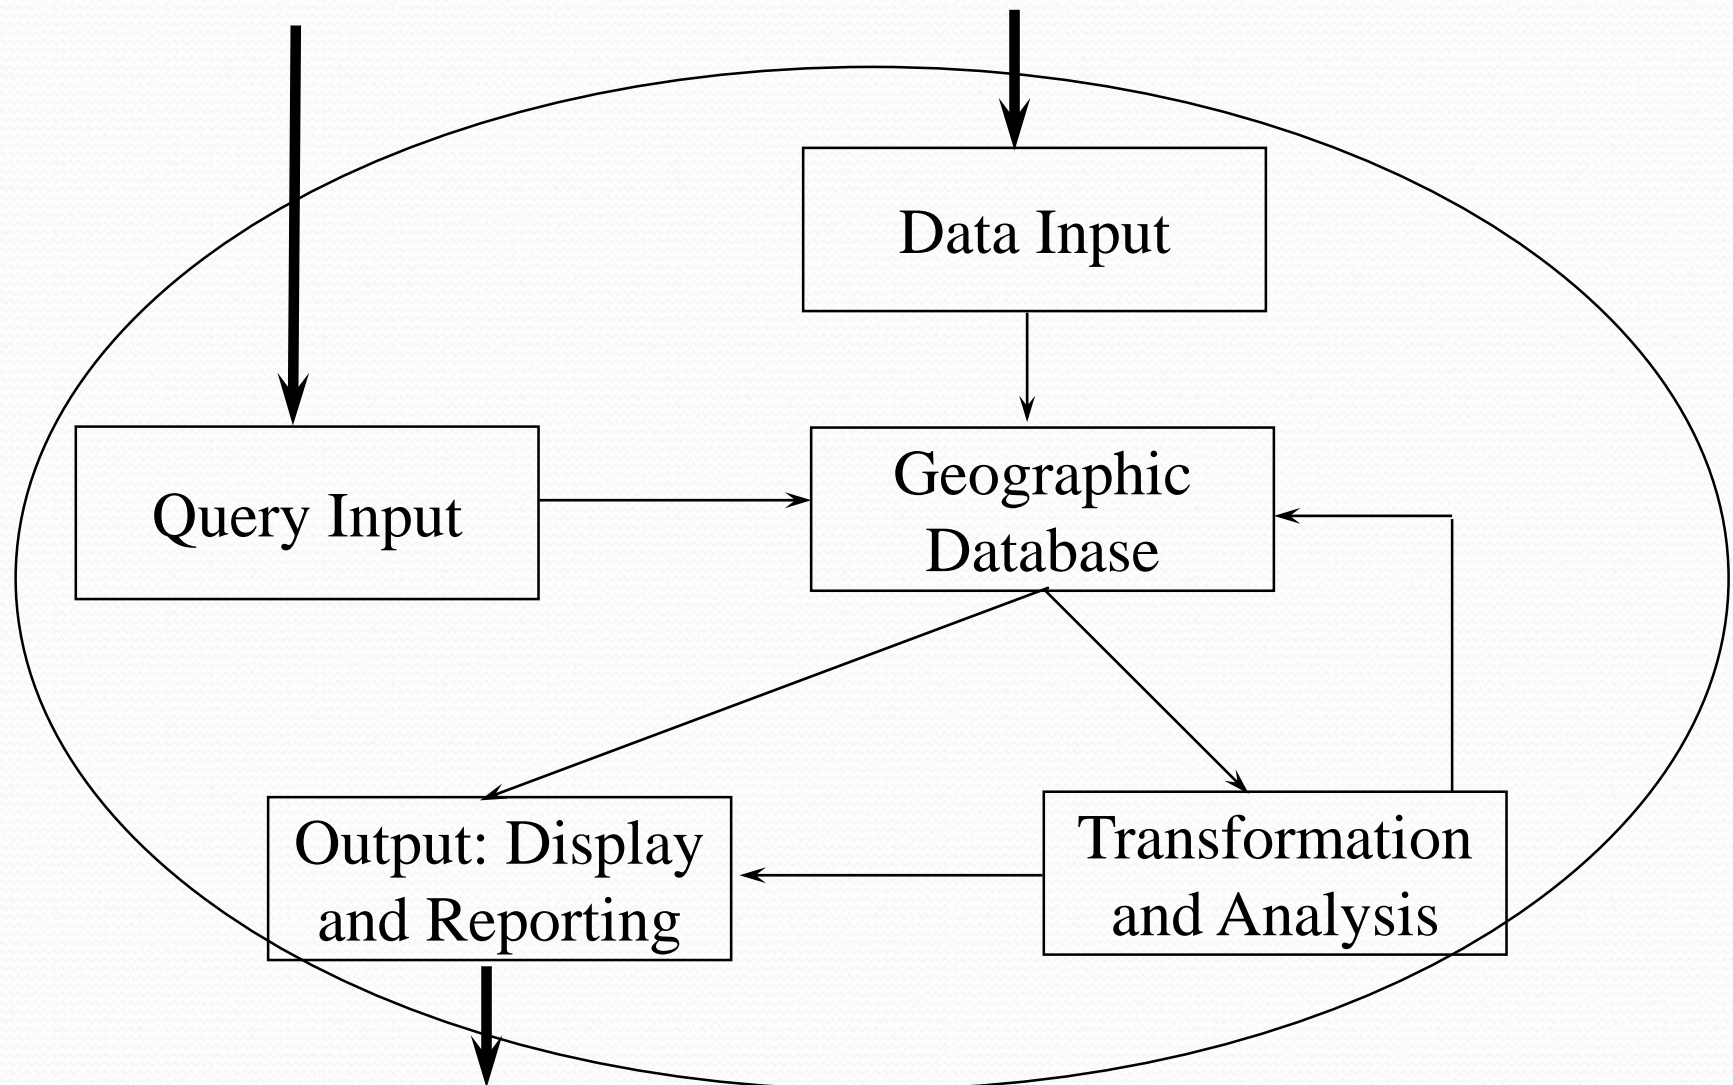 Data Input
Query Input
Geographic
Database
Output: Display
and Reporting
Transformation
and Analysis